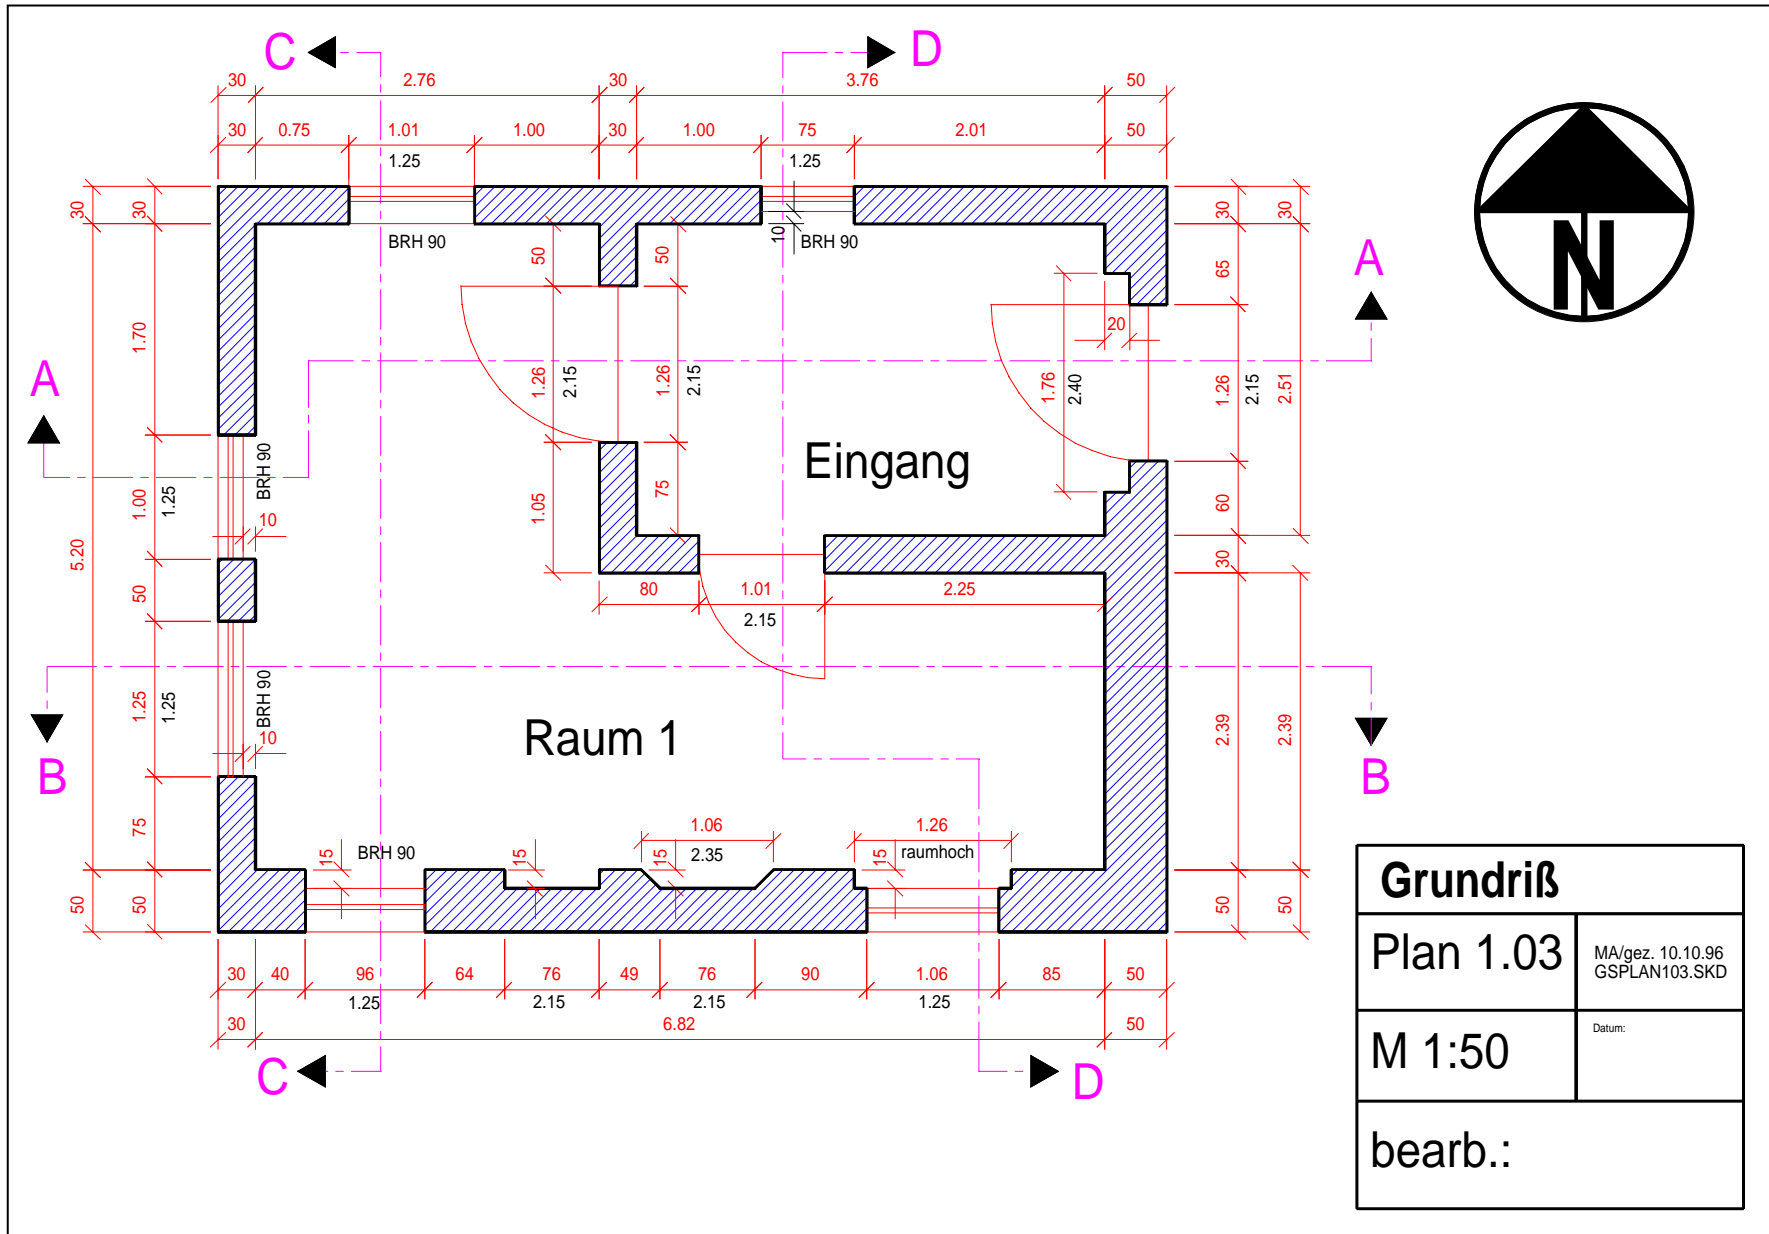 C
D
30 2.76 30 3.76 50
30 0.75 1.01 1.00 30 1.00 75 2.01 50
1.25 1.25
30 30 30 30
BRH 90 10 BRH 90
50 50 65
A
1.70 20
1.26 2.15 1.26 2.15 1.76 2.40 1.26 2.15 2.51
A
N
BRH 90
Eingang
1.00 1.25 10
1.05 75 60
5.20
30
50 80 1.01 2.25
2.15
BRH 90
1.25 1.25 10
Raum 1
2.39 2.39
B B
75
1.06 1.26
15 BRH 90 15 15 2.35 15 raumhoch
50 50 50 50
30 40 96 64 76 49 76 90 1.06 85 50
1.25 2.15 2.15 1.25
30 6.82 50
C
D
Grundriß
Plan 1.03
MA/gez. 10.10.96
GSPLAN103.SKD
M 1:50
Datum:
bearb.: